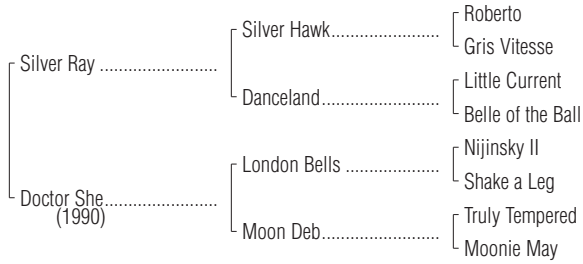 Roberto
Silver Hawk........................
Gris Vitesse
Silver Ray ..........................
Little Current
Danceland..........................
Belle of the Ball
Nijinsky II
London Bells .....................
Shake a Leg
Doctor She.........................
(1990)
Truly Tempered
Moon Deb..........................
Moonie May